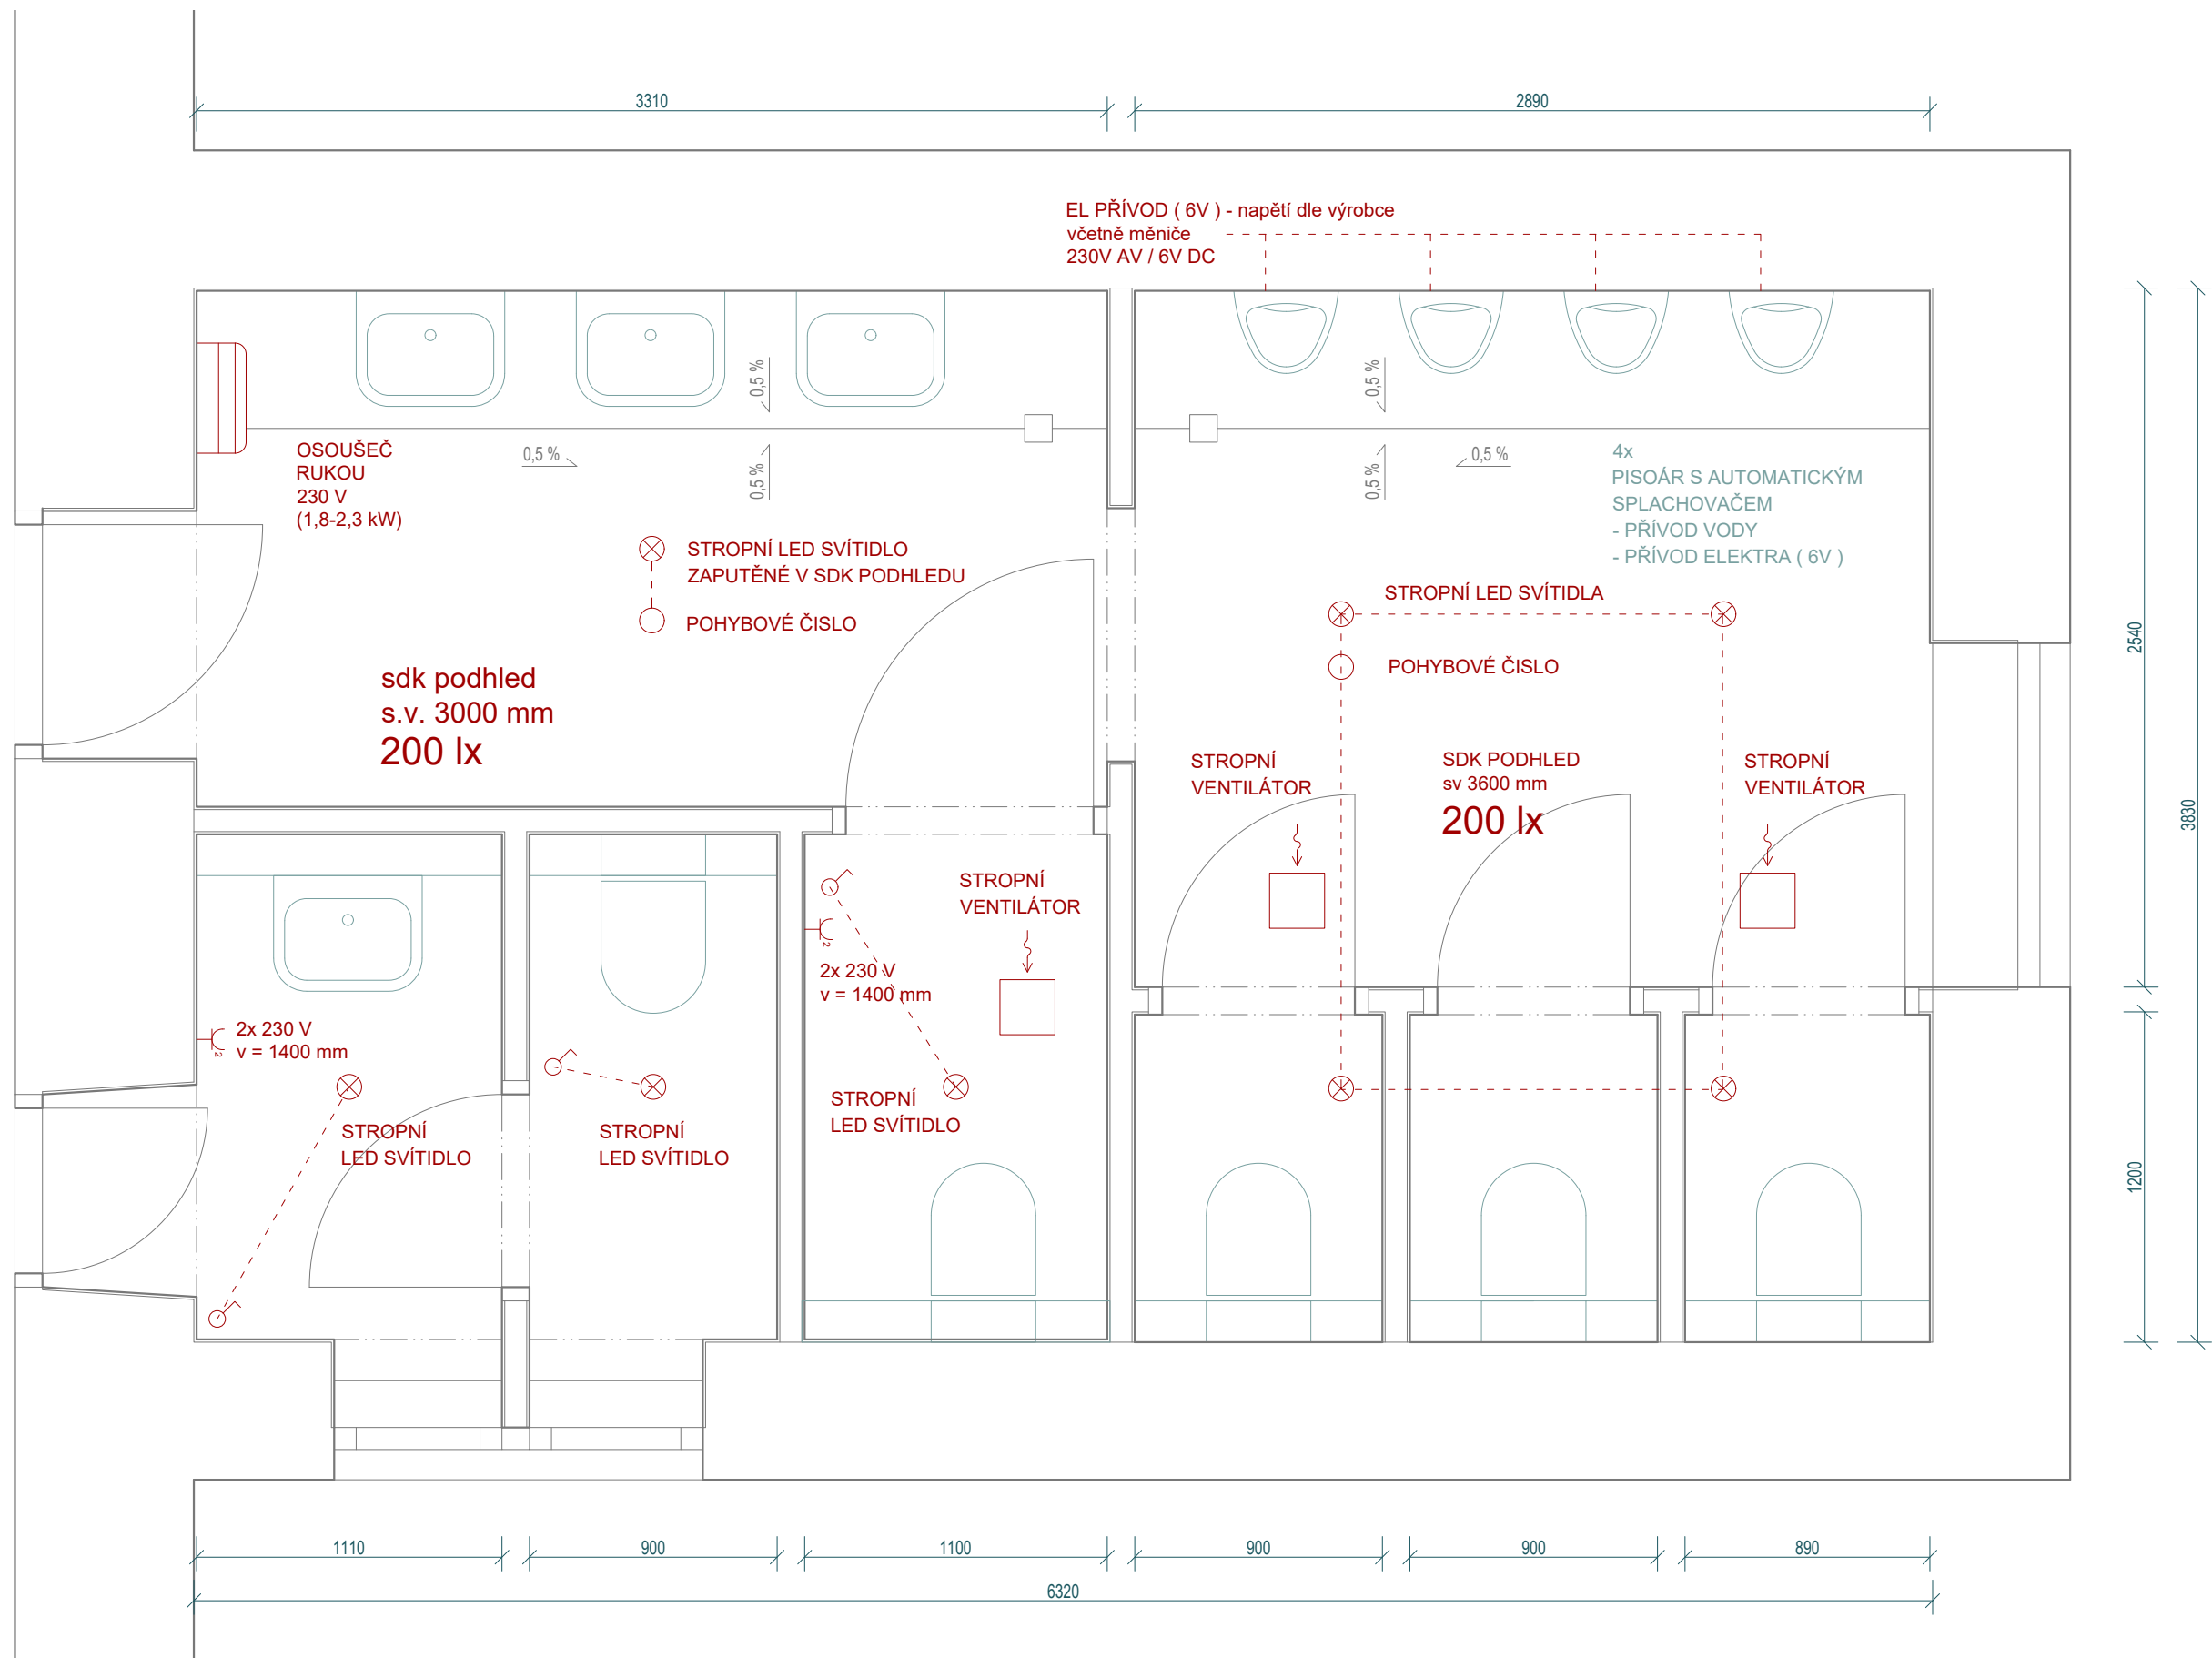 3310
2890
EL PŘÍVOD ( 6V ) - napětí dle výrobce
včetně měniče
230V AV / 6V DC
0,5 %
0,5 %
0,5 %
0,5 %
0,5 %
0,5 %
OSOUŠEČ
RUKOU
230 V
(1,8-2,3 kW)
4x
PISOÁR S AUTOMATICKÝM
SPLACHOVAČEM
- PŘÍVOD VODY
- PŘÍVOD ELEKTRA ( 6V )
STROPNÍ LED SVÍTIDLO
ZAPUTĚNÉ V SDK PODHLEDU
POHYBOVÉ ČISLO
STROPNÍ LED SVÍTIDLA
POHYBOVÉ ČISLO
sdk podhled
s.v. 3000 mm
200 lx
STROPNÍ
VENTILÁTOR
SDK PODHLED
sv 3600 mm
200 lx
STROPNÍ
VENTILÁTOR
2540
3830
1200
STROPNÍ
VENTILÁTOR
2
2x 230 V
v = 1400 mm
2
2x 230 V
v = 1400 mm
STROPNÍ
LED SVÍTIDLO
STROPNÍ
LED SVÍTIDLO
STROPNÍ
LED SVÍTIDLO
1110
900
1100
900
900
890
6320